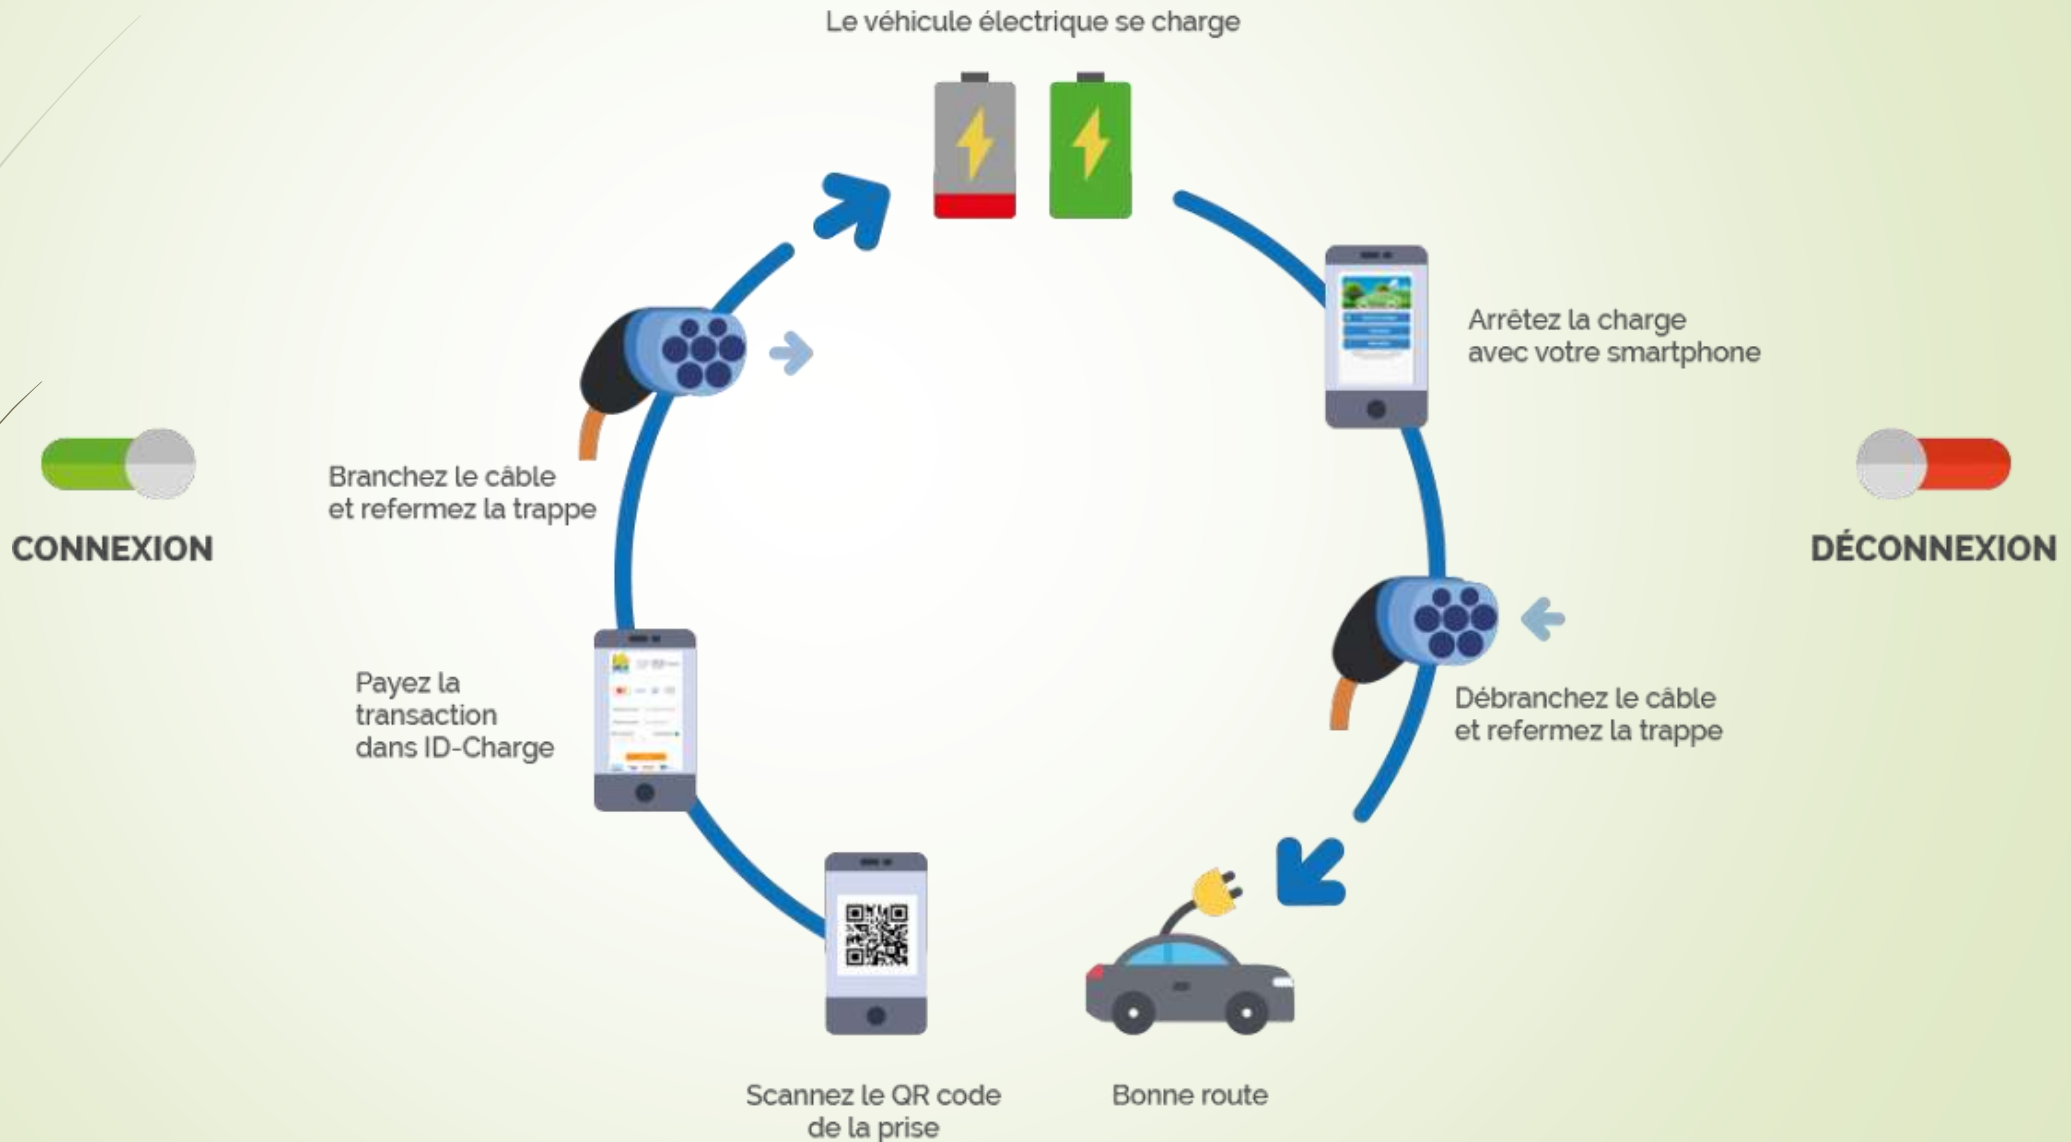 Le véhicule électrique se charge
Arrêtez la charge
avec votre smartphone
Branchez le câble
et refermez la trappe
CONNEXION
DÉCONNEXION
Payez la
transaction
dans ID-Charge
Débranchez le câble
et refermez la trappe
Scannez le QR code
de la prise
Bonne route